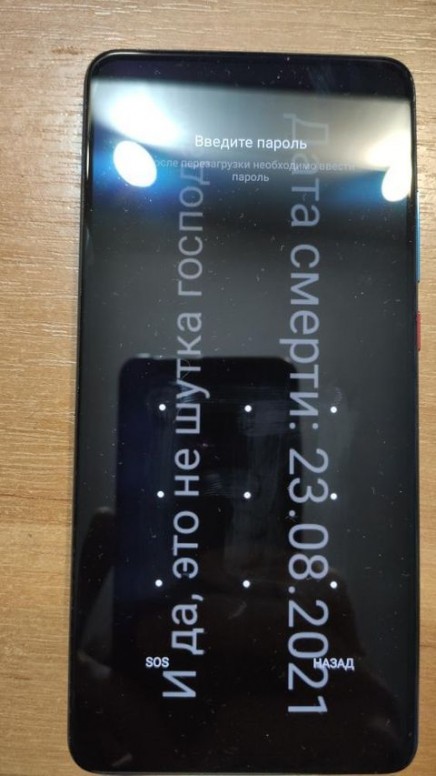 Введите пароль
После перезагрузки необходимо ввести
пароль
Дата смерти: 23.08.2021
И да, это не шутка господ
SOS
НАЗАД